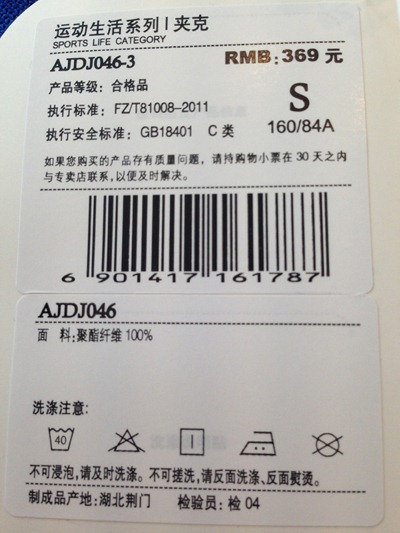 运动生活系列|夹克
SPORTS LIFE CATEGORY
AJDJ046-3
RMB:369 元
产品等级: 合格品
执行标准: FZ/T81008-2011
执行安全标准: GB18401 C 类
S
160/84A
如果您购买的产品存有质量问题,请持购物小票在 30 天之内
与专卖店联系,以便及时解决。
6 901417 161787
AJDJ046
面 料:聚酯纤维 100%
洗涤注意:
40
不可浸泡,请及时洗涤。不可搓洗,请反面洗涤、反面熨烫。
制成品产地:湖北荆门 检验员: 检 04